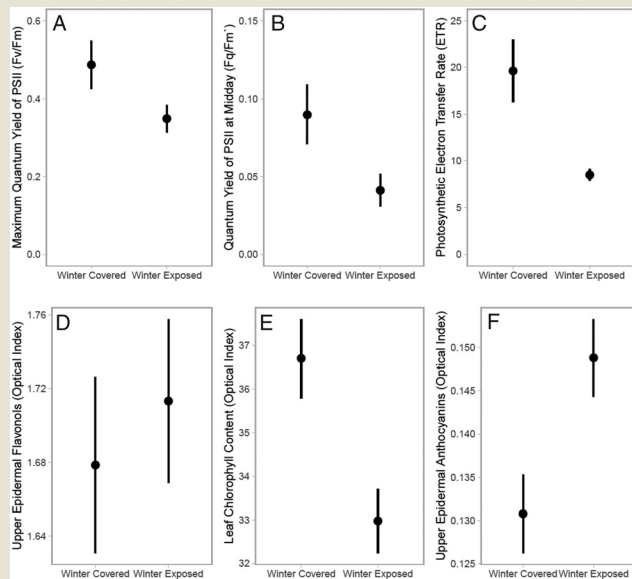 A
Maximum Quantum Yield of PSII (Fv/Fm)
0.6
0.4
0.2
0.0
Winter Covered
Winter Exposed
B
Quantum Yield of PSII at Midday (Fq/Fm`)
0.15
0.10
0.05
0.00
Winter Covered
Winter Exposed
C
Photosynthetic Electron Transfer Rate (ETR)
25
20
15
10
5
0
Winter Covered
Winter Exposed
D
Upper Epidermal Flavonols (Optical Index)
1.76
1.72
1.68
1.64
Winter Covered
Winter Exposed
E
Leaf Chlorophyll Content (Optical Index)
37
36
35
34
33
32
Winter Covered
Winter Exposed
F
Upper Epidermal Anthocyanins (Optical Index)
0.150
0.145
0.140
0.135
0.130
0.125
Winter Covered
Winter Exposed